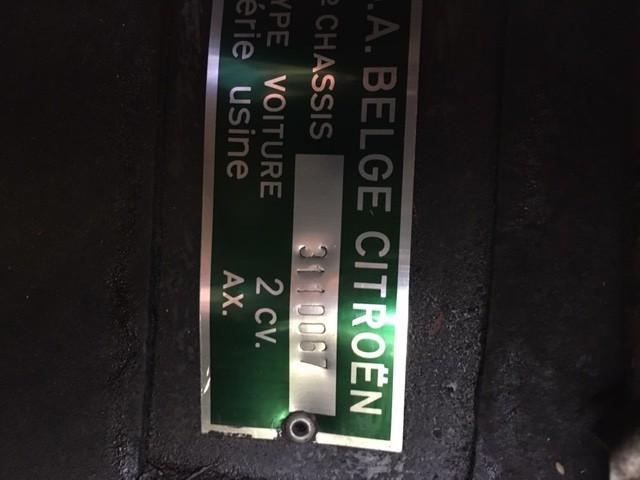 .A. BELGE CITROËN
CHASSIS 3110067
YPE VOITURE 2 CV.
érie usine AX.